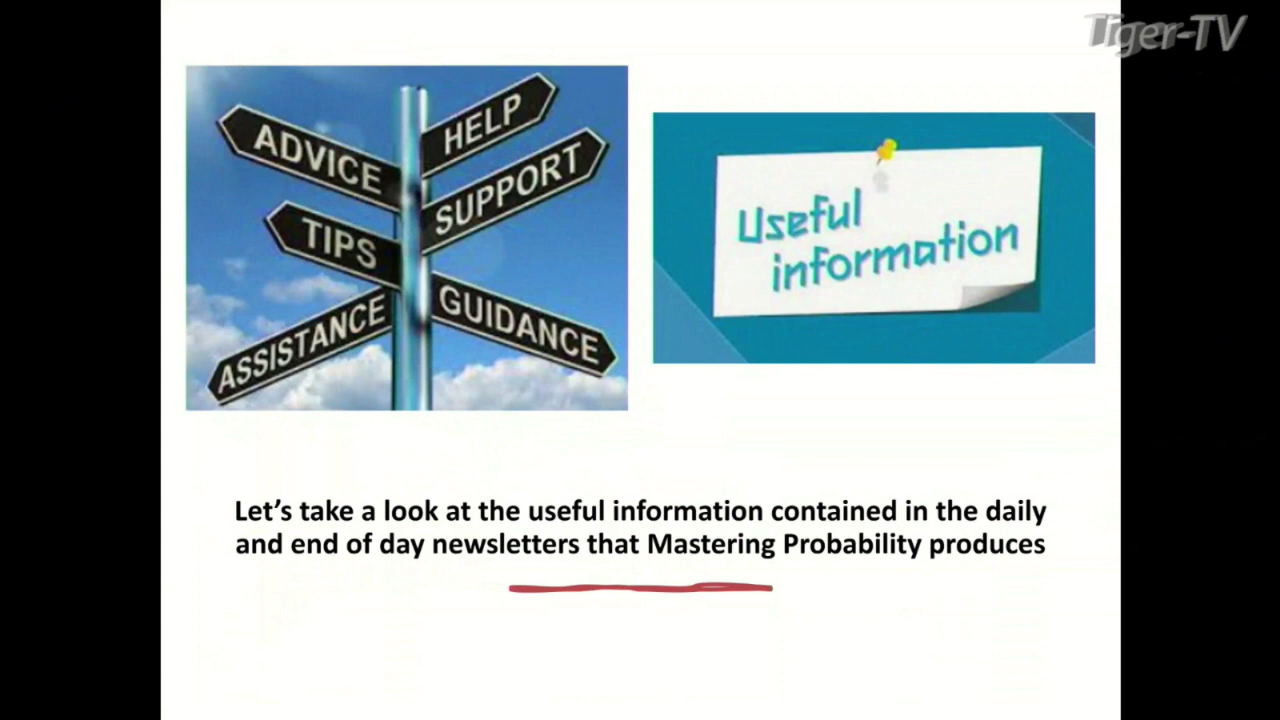 Tiger-TV
ADVICE
HELP
SUPPORT
TIPS
GUIDANCE
ASSISTANCE
Useful
information
Let’s take a look at the useful information contained in the daily
and end of day newsletters that Mastering Probability produces